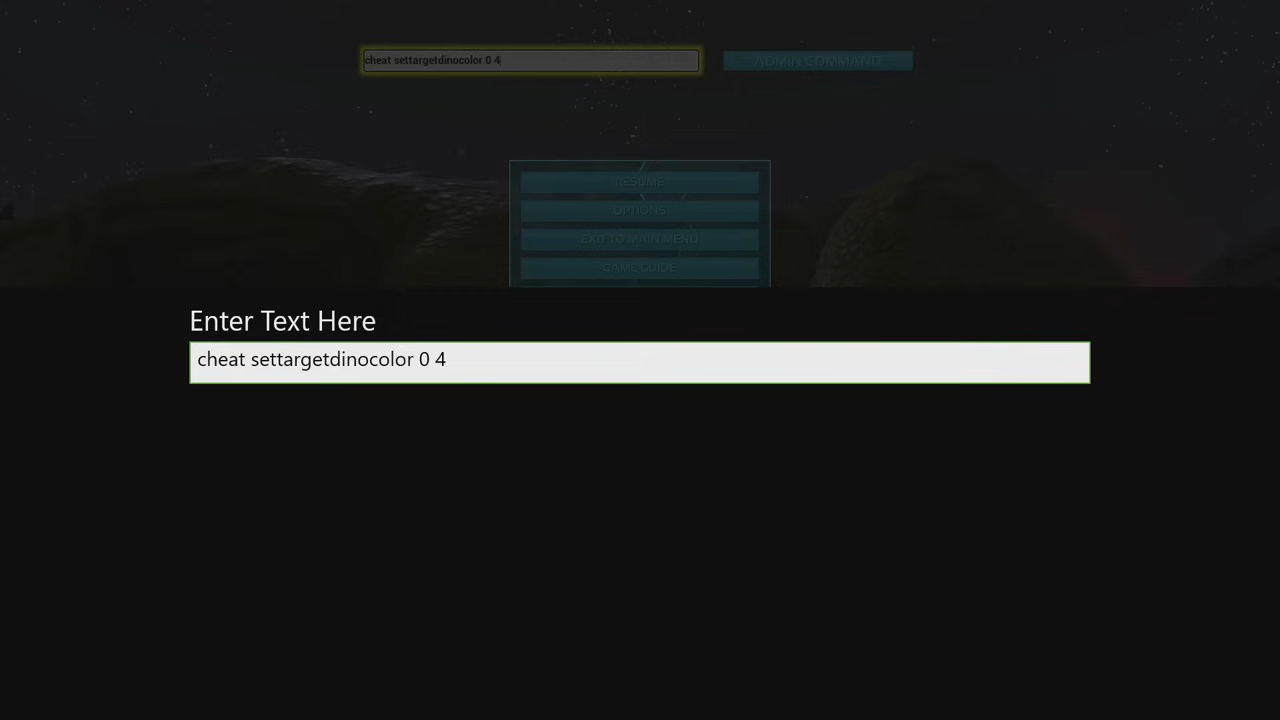 cheat settargetdinocolor 0 4
ADMIN COMMAND
RESUME
OPTIONS
EXIT TO MAIN MENU
GAME GUIDE
Enter Text Here
cheat settargetdinocolor 0 4